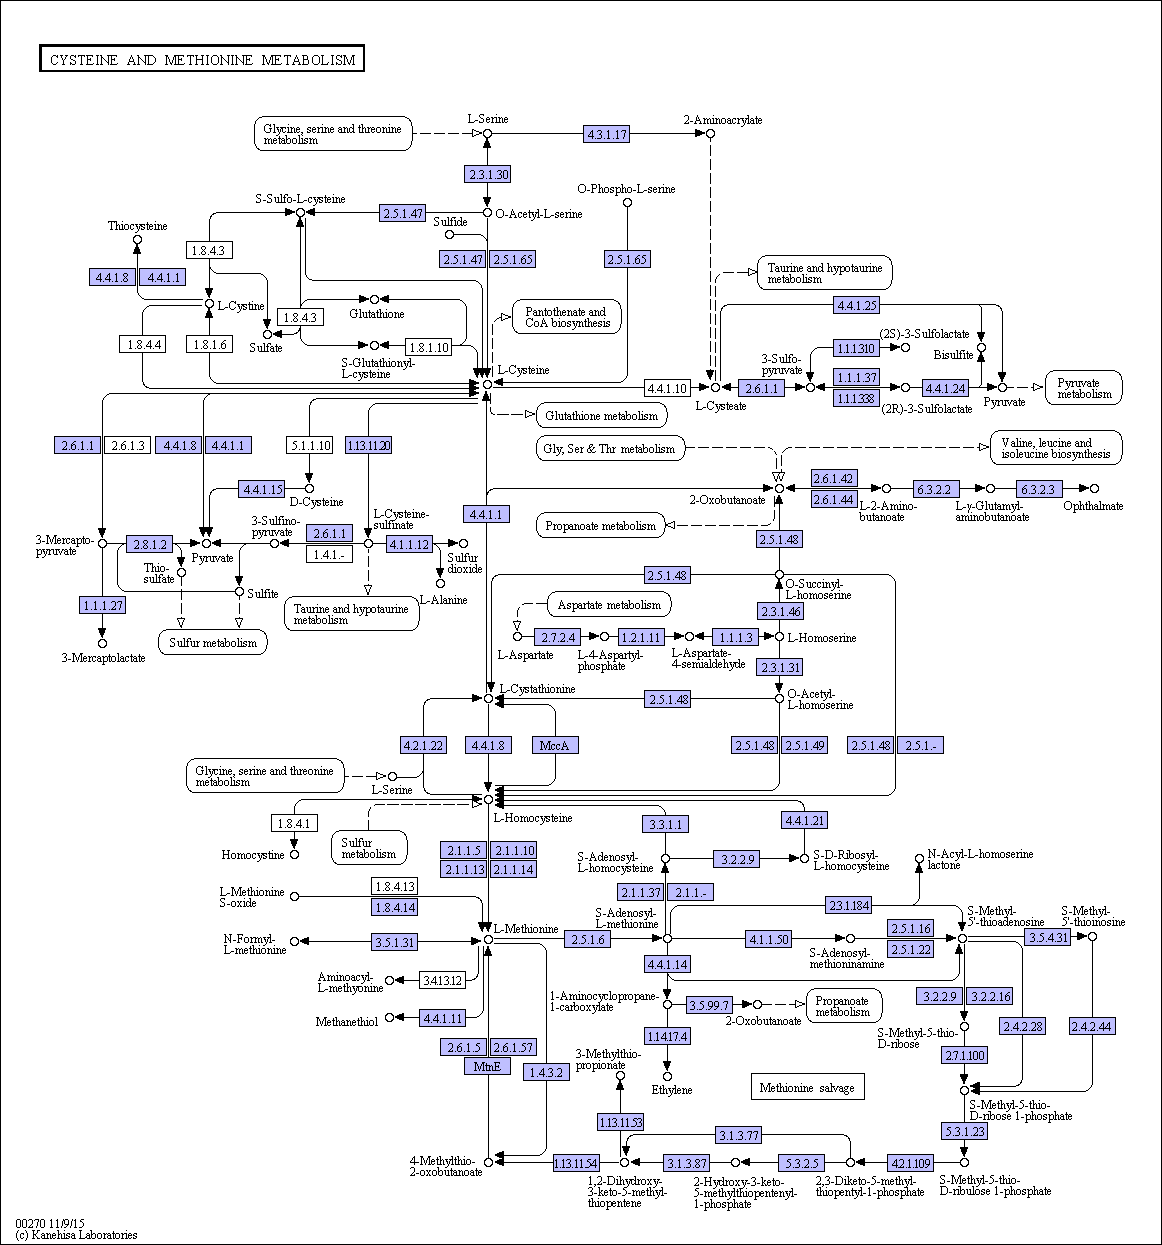 CYSTEINE AND METHIONINE METABOLISM
Glycine, serine and threonine
metabolism
L-Serine
4.3.1.17
2-Aminoacrylate
2.3.1.30
S-Sulfo-L-cysteine
O-Phospho-L-serine
Thiocysteine
2.5.1.47
O-Acetyl-L-serine
Sulfide
1.8.4.3
4.4.1.8
4.4.1.1
2.5.1.47
2.5.1.65
2.5.1.65
Taurine and hypotaurine
metabolism
L-Cystine
Glutathione
1.8.4.3
Pantothenate and
CoA biosynthesis
4.4.1.25
1.8.4.4
1.8.1.6
Sulfate
1.8.1.10
S-Glutathionyl-
L-cysteine
(2S)-3-Sulfolactate
1.1.1.310
Bisulfite
3-Sulfo-
pyruvate
L-Cysteine
4.4.1.10
L-Cysteate
2.6.1.1
1.1.1.37
1.1.1.338
4.4.1.24
(2R)-3-Sulfolactate
Pyruvate
Pyruvate
metabolism
Glutathione metabolism
2.6.1.1
2.6.1.3
4.4.1.8
4.4.1.1
5.1.1.10
1.13.11.20
Gly, Ser & Thr metabolism
Valine, leucine and
isoleucine biosynthesis
4.4.1.15
D-Cysteine
2-Oxobutanoate
2.6.1.42
2.6.1.44
L-2-Amino-
butanoate
6.3.2.2
L-γ-Glutamyl-
aminobutanoate
6.3.2.3
Ophthalmate
4.4.1.1
3-Sulfino-
pyruvate
L-Cysteine-
sulfinate
Propanoate metabolism
3-Mercapto-
pyruvate
2.8.1.2
Pyruvate
2.6.1.1
1.4.1.-
4.1.1.12
Sulfur
dioxide
2.5.1.48
Thio-
sulfate
Sulfite
L-Alanine
2.5.1.48
O-Succinyl-
L-homoserine
1.1.1.27
Taurine and hypotaurine
metabolism
Aspartate metabolism
2.3.1.46
3-Mercaptolactate
Sulfur metabolism
L-Aspartate
2.7.2.4
L-4-Aspartyl-
phosphate
1.2.1.11
L-Aspartate-
4-semialdehyde
1.1.1.3
L-Homoserine
2.3.1.31
L-Cystathionine
2.5.1.48
O-Acetyl-
L-homoserine
4.2.1.22
4.4.1.8
MccA
2.5.1.48
2.5.1.49
2.5.1.48
2.5.1.-
Glycine, serine and threonine
metabolism
L-Serine
1.8.4.1
L-Homocysteine
3.3.1.1
4.4.1.21
Homocystine
Sulfur
metabolism
2.1.1.5
2.1.1.10
2.1.1.13
2.1.1.14
S-Adenosyl-
L-homocysteine
3.2.2.9
S-D-Ribosyl-
L-homocysteine
N-Acyl-L-homoserine
lactone
L-Methionine
S-oxide
1.8.4.13
1.8.4.14
2.1.1.37
2.1.1.-
2.3.1.184
N-Formyl-
L-methionine
3.5.1.31
L-Methionine
2.5.1.6
S-Adenosyl-
L-methionine
4.1.1.50
S-Adenosyl-
methioninamine
2.5.1.16
2.5.1.22
S-Methyl-
5'-thioadenosine
3.5.4.31
S-Methyl-
5'-thioinosine
Aminoacyl-
L-methyonine
3.4.13.12
4.4.1.14
Methanethiol
4.4.1.11
1-Aminocyclopropane-
1-carboxylate
3.5.99.7
2-Oxobutanoate
Propanoate
metabolism
3.2.2.9
3.2.2.16
2.6.1.5
2.6.1.57
MtnE
1.4.3.2
1.14.17.4
S-Methyl-5-thio-
D-ribose
2.4.2.28
2.4.2.44
3-Methylthio-
propionate
Ethylene
2.7.1.100
Methionine salvage
S-Methyl-5-thio-
D-ribose 1-phosphate
1.13.11.53
3.1.3.77
5.3.1.23
4-Methylthio-
2-oxobutanoate
1.13.11.54
1,2-Dihydroxy-
3-keto-5-methyl-
thiopentene
3.1.3.87
2-Hydroxy-3-keto-
5-methylthiopentenyl-
1-phosphate
5.3.2.5
2,3-Diketo-5-methyl-
thiopentyl-1-phosphate
4.2.1.109
S-Methyl-5-thio-
D-ribulose 1-phosphate
00270 11/9/15
(c) Kanehisa Laboratories